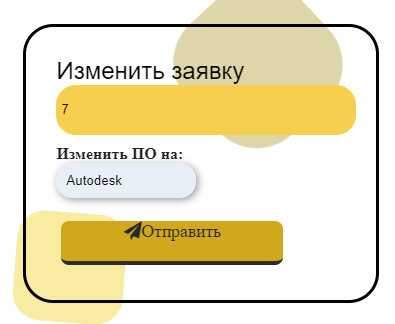 Изменить заявку
7
Изменить ПО на:
Autodesk
Отправить